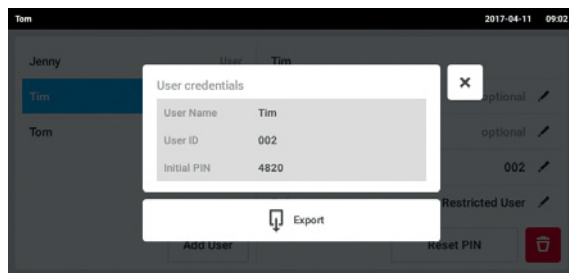 Tom 2017-04-11 09:02
Jenny User Tim
Tim optional
Tom optional
002
Restricted User
Add User Reset PIN
User credentials
User Name Tim
User ID 002
Initial PIN 4820
Export